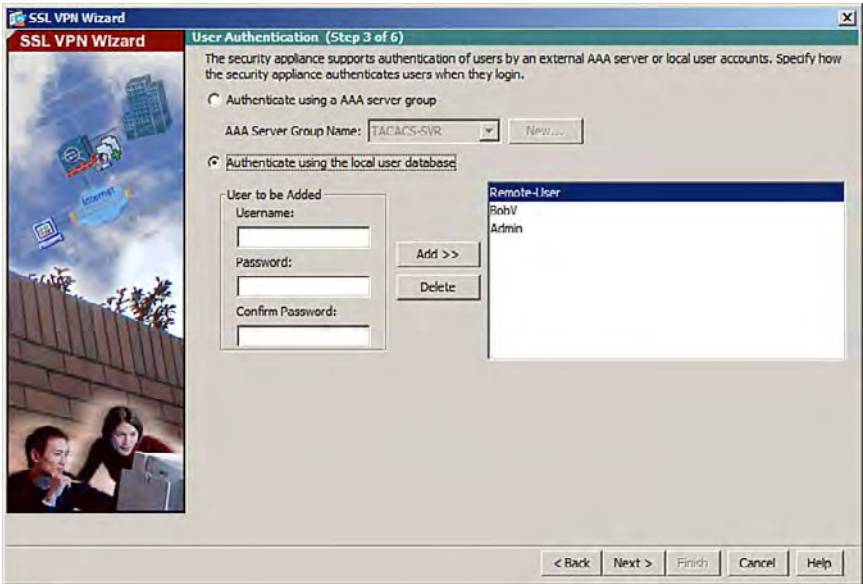 SSL VPN Wizard
SSL VPN Wizard
User Authentication (Step 3 of 6)
The security appliance supports authentication of users by an external AAA server or local user accounts. Specify how
the security appliance authenticates users when they login.
Authenticate using a AAA server group
AAA Server Group Name: TACACS-SVR New...
Authenticate using the local user database
User to be Added
Username:
Password:
Confirm Password:
Add >>
Delete
Remote-User
BobV
Admin
Internet
< Back Next > Finish Cancel Help